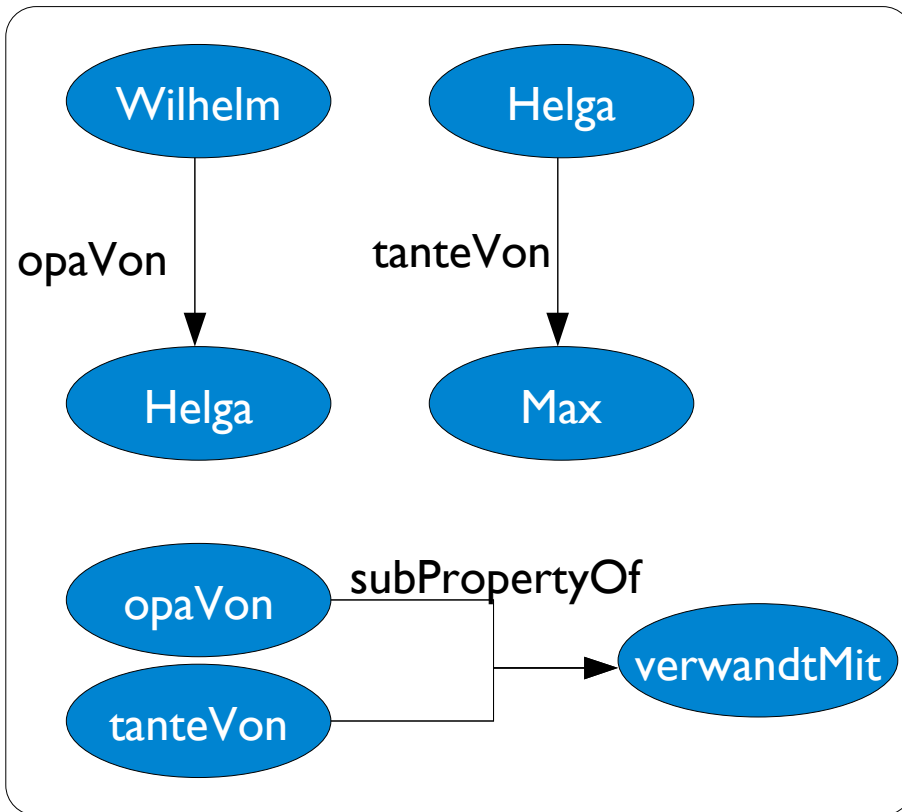 Wilhelm
Helga
opaVon
tanteVon
Helga
Max
subPropertyOf
opaVon
verwandtMit
tanteVon